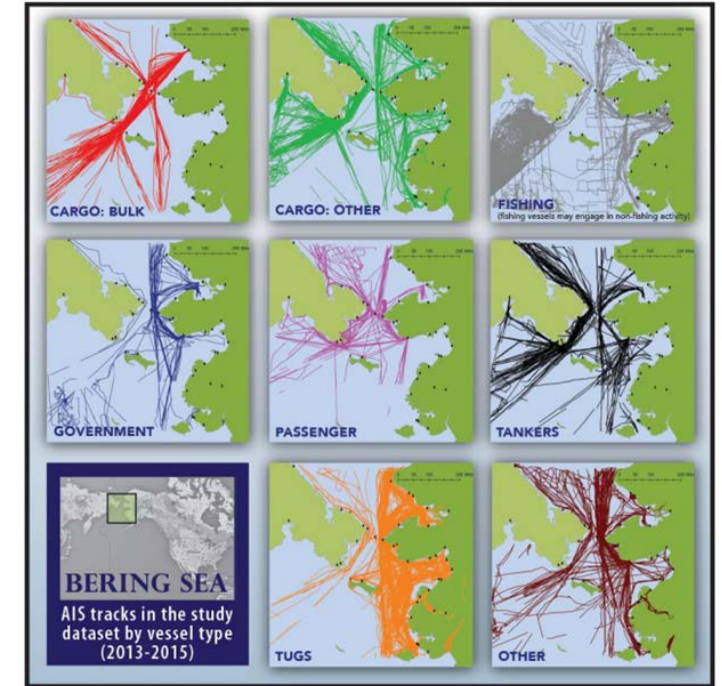 CARGO: BULK
CARGO: OTHER
FISHING
(fishing vessels may engage in non-fishing activity)
GOVERNMENT
PASSENGER
TANKERS
BERING SEA
AIS tracks in the study
dataset by vessel type
(2013-2015)
TUGS
OTHER